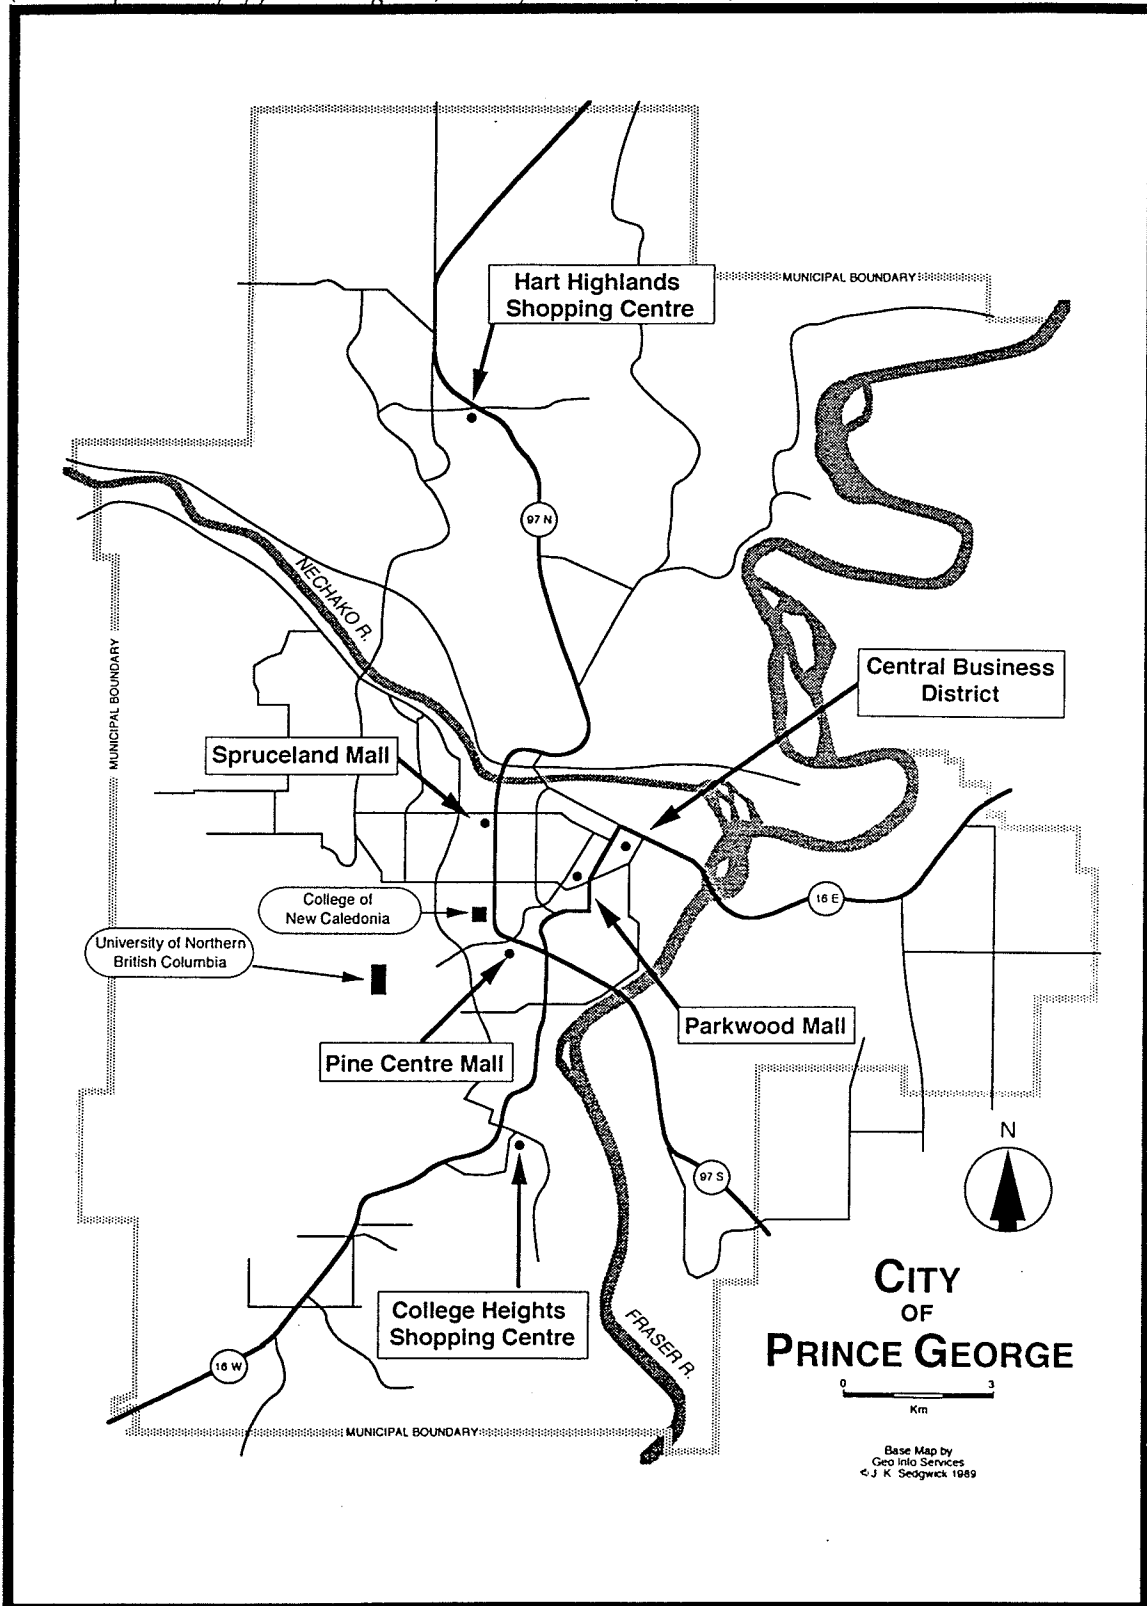 Hart Highlands
Shopping Centre
MUNICIPAL BOUNDARY
97 N
NECHAKO R.
MUNICIPAL BOUNDARY
Central Business
District
Spruceland Mall
College of
New Caledonia
16 E
University of Northern
British Columbia
Parkwood Mall
Pine Centre Mall
N
97 S
CITY
OF
PRINCE GEORGE
College Heights
Shopping Centre
FRASER R.
16 W
0 3
Km
MUNICIPAL BOUNDARY
Base Map by
Geo Info Services
© J. K. Sedgwick 1989